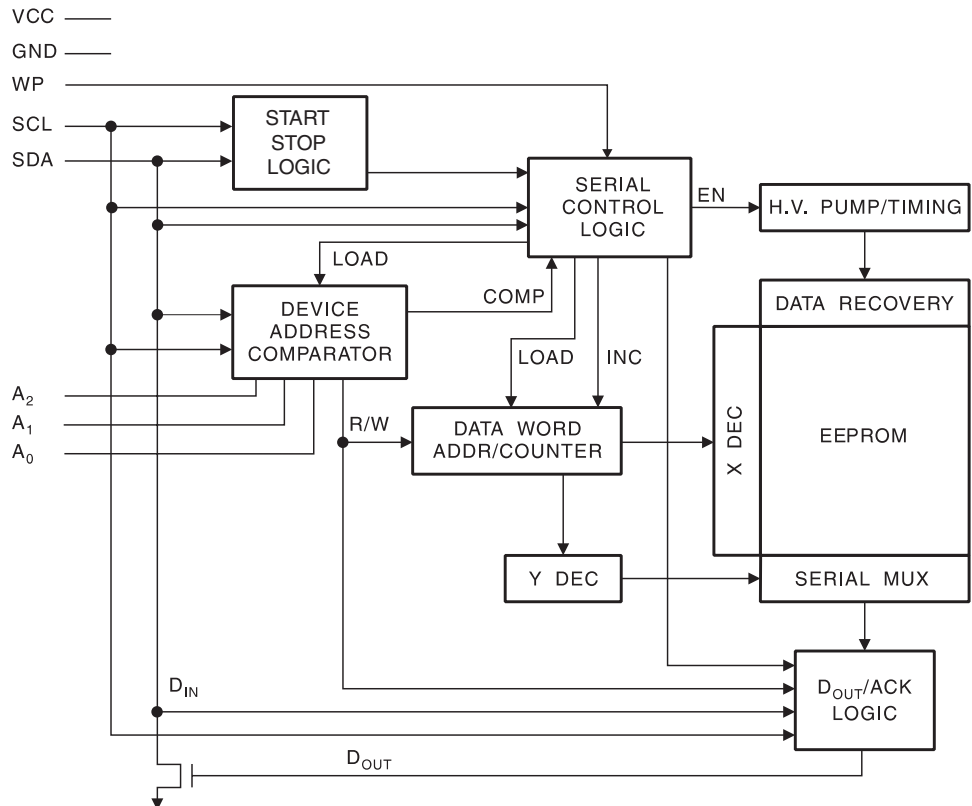 VCC
GND
WP
SCL
SDA
START
STOP
LOGIC
SERIAL
CONTROL
LOGIC
EN
H.V. PUMP/TIMING
LOAD
COMP
DEVICE
ADDRESS
COMPARATOR
DATA RECOVERY
LOAD
INC
A2
A1
A0
R/W
DATA WORD
ADDR/COUNTER
X DEC
EEPROM
Y DEC
SERIAL MUX
DIN
DOUT/ACK
LOGIC
DOUT